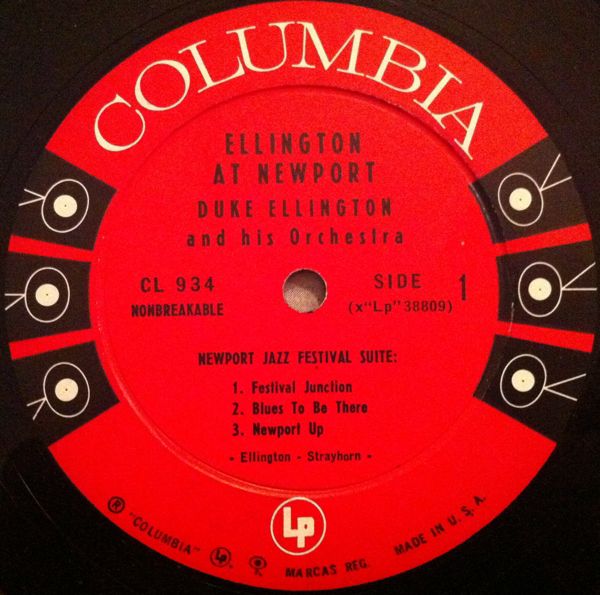 COLUMBIA
ELLINGTON
AT NEWPORT
DUKE ELLINGTON
and his Orchestra
CL 934
NONBREAKABLE
SIDE 1
(x"Lp"38809)
NEWPORT JAZZ FESTIVAL SUITE:
1. Festival Junction
2. Blues To Be There
3. Newport Up
- Ellington - Strayhorn -
Lp
® "COLUMBIA" Lp ® MARCAS REG. MADE IN U. S. A.